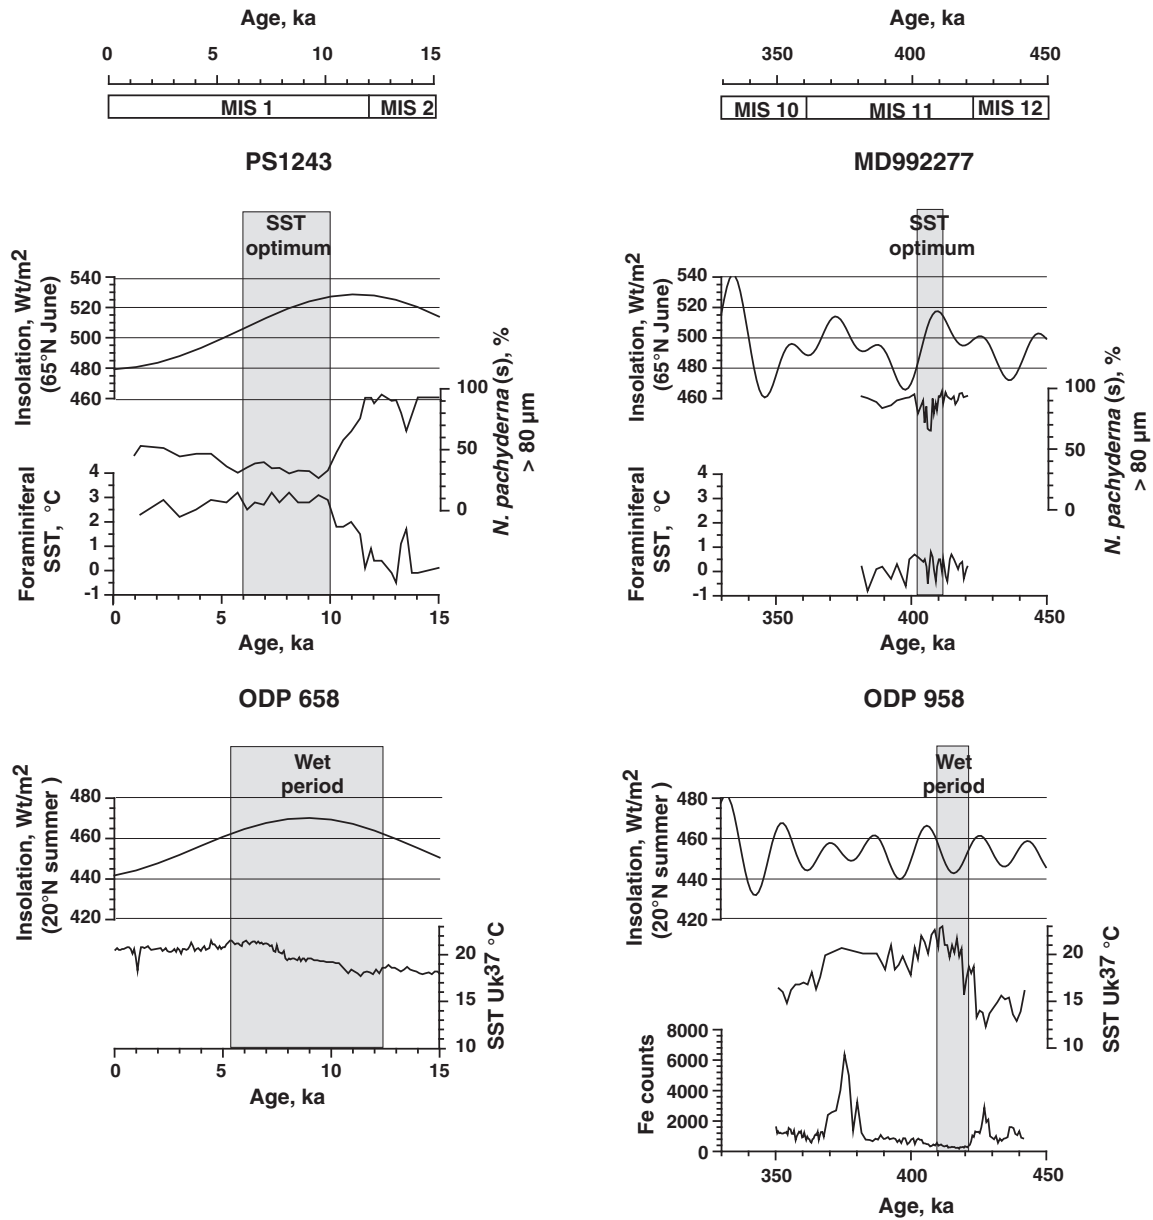 Age, ka
0 5 10 15
MIS 1 MIS 2
PS1243
SST
optimum
Insolation, Wt/m2
(65°N June)
540
520
500
480
460
100
50
0
N. pachyderma (s), %
> 80 µm
Foraminiferal
SST, °C
4
3
2
1
0
-1
0 5 10 15
Age, ka
ODP 658
Wet
period
Insolation, Wt/m2
(20°N summer )
480
460
440
420
20
15
10
SST Uk37 °C
0 5 10 15
Age, ka
Age, ka
350 400 450
MIS 10 MIS 11 MIS 12
MD992277
SST
optimum
Insolation, Wt/m2
(65°N June)
540
520
500
480
460
100
50
0
N. pachyderma (s), %
> 80 µm
Foraminiferal
SST, °C
4
3
2
1
0
-1
350 400 450
Age, ka
ODP 958
Wet
period
Insolation, Wt/m2
(20°N summer )
480
460
440
420
20
15
10
SST Uk37 °C
Fe counts
8000
6000
4000
2000
0
350 400 450
Age, ka